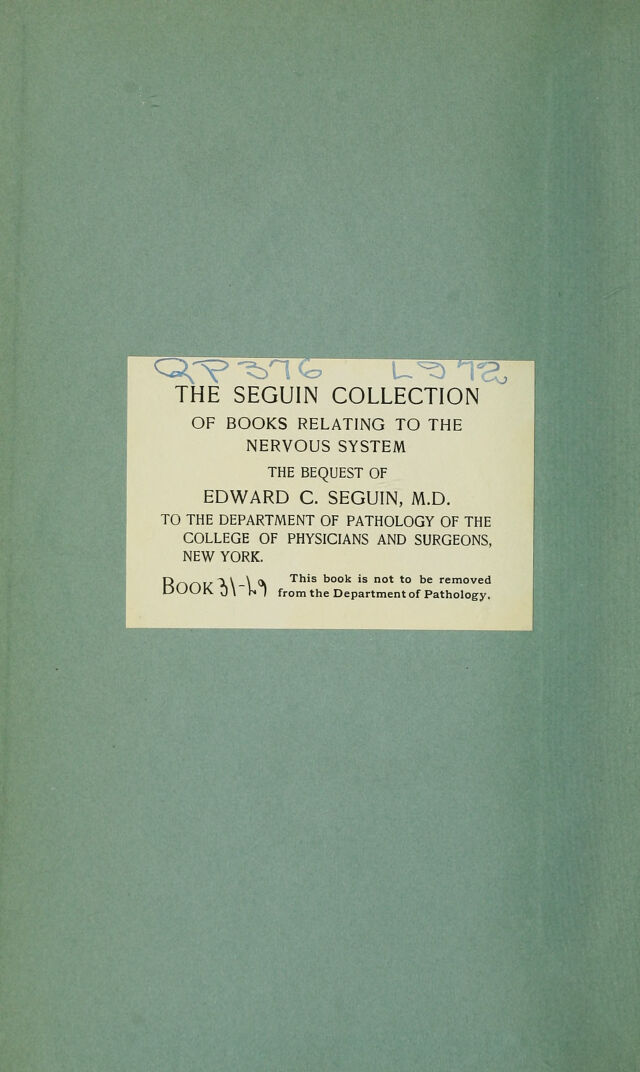 QP376 L972
THE SEGUIN COLLECTION
OF BOOKS RELATING TO THE
NERVOUS SYSTEM
THE BEQUEST OF
EDWARD C. SEGUIN, M.D.
TO THE DEPARTMENT OF PATHOLOGY OF THE
COLLEGE OF PHYSICIANS AND SURGEONS,
NEW YORK.
BOOK 31-L9 This book is not to be removed
from the Department of Pathology.